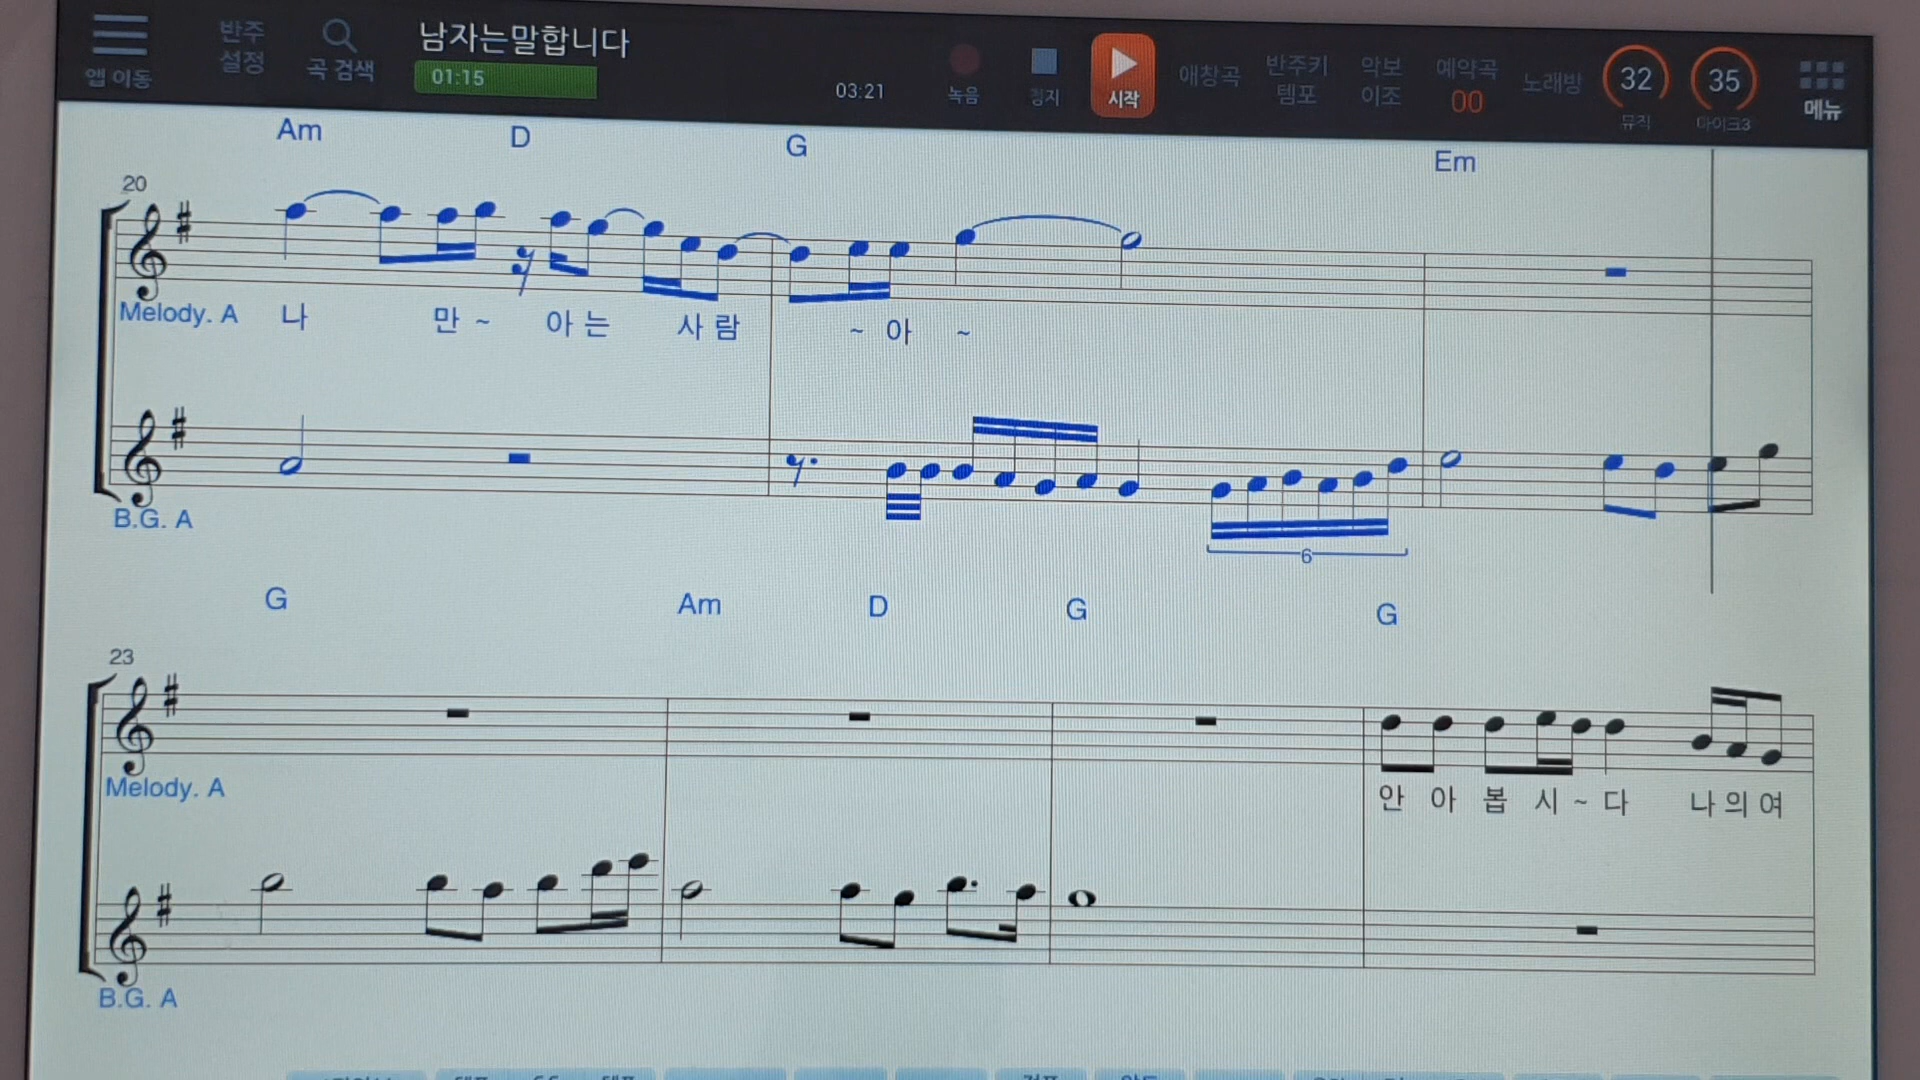 앱 이동
반주
설정
곡 검색
남자는말합니다
01:15
03:21
녹음
정지
시작
애창곡
반주키
템포
악보
이조
예약곡
00
노래방
32
뮤직
35
마이크3
메뉴
Am D G Em
20
Melody. A 나 만 ~ 아 는 사 람 ~ 아 ~
B.G. A
6
G Am D G G
23
Melody. A 안 아 봅 시 ~ 다 나 의 여
B.G. A